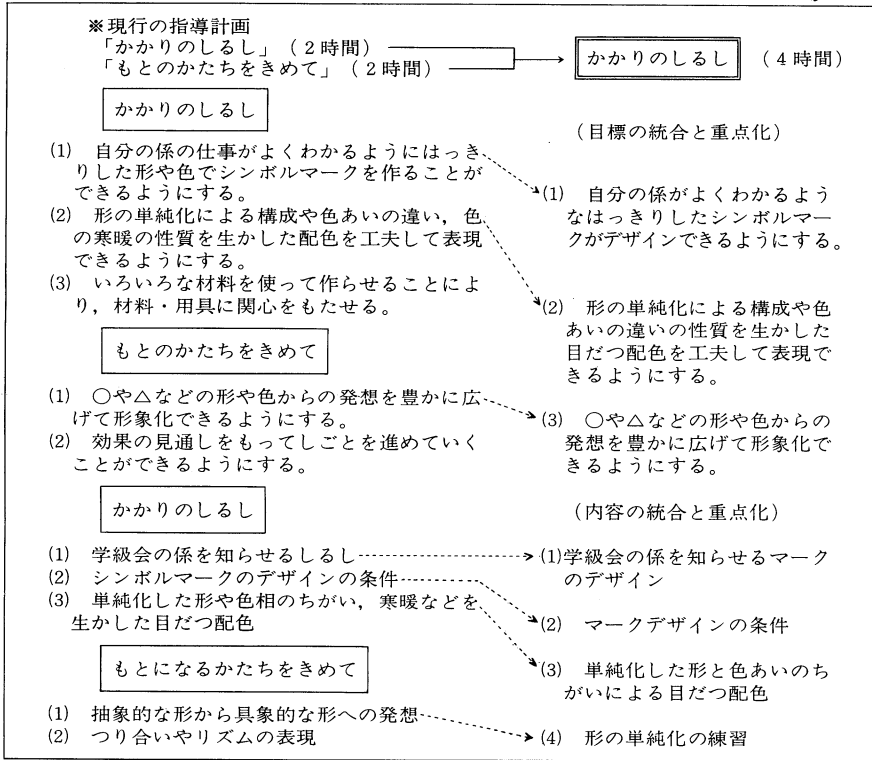 ※現行の指導計画
「かかりのしるし」(2時間)
「もとのかたちをきめて」(2時間)
かかりのしるし (4時間)
かかりのしるし
(1) 自分の係の仕事がよくわかるようにはっき
りした形や色でシンボルマークを作ることが
できるようにする。
(2) 形の単純化による構成や色あいの違い,色
の寒暖の性質を生かした配色を工夫して表現
できるようにする。
(3) いろいろな材料を使って作らせることによ
り,材料・用具に関心をもたせる。
もとのかたちをきめて
(1) ○や△などの形や色からの発想を豊かに広
げて形象化できるようにする。
(2) 効果の見通しをもってしごとを進めていく
ことができるようにする。
(目標の統合と重点化)
(1) 自分の係がよくわかるよう
なはっきりしたシンボルマー
クがデザインできるようにする。
(2) 形の単純化による構成や色
あいの違いの性質を生かした
目だつ配色を工夫して表現で
きるようにする。
(3) ○や△などの形や色からの
発想を豊かに広げて形象化で
きるようにする。
かかりのしるし
(1) 学級会の係を知らせるしるし
(2) シンボルマークのデザインの条件
(3) 単純化した形や色相のちがい,寒暖などを
生かした目だつ配色
もとになるかたちをきめて
(1) 抽象的な形から具象的な形への発想
(2) つり合いやリズムの表現
(内容の統合と重点化)
(1)学級会の係を知らせるマーク
のデザイン
(2) マークデザインの条件
(3) 単純化した形と色あいのち
がいによる目だつ配色
(4) 形の単純化の練習